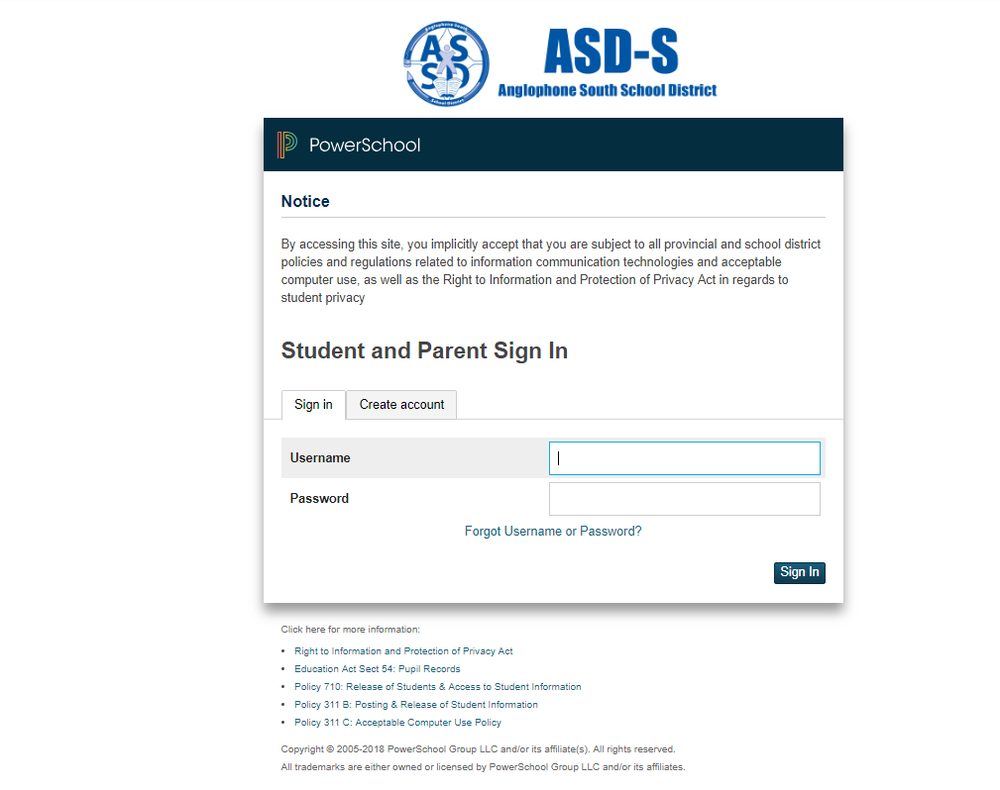 Anglophone South
A S
S D
School District
ASD-S
Anglophone South School District
PowerSchool
Notice
By accessing this site, you implicitly accept that you are subject to all provincial and school district
policies and regulations related to information communication technologies and acceptable
computer use, as well as the Right to Information and Protection of Privacy Act in regards to
student privacy
Student and Parent Sign In
Sign in Create account
Username
Password
Forgot Username or Password?
Sign In
Click here for more information:
• Right to Information and Protection of Privacy Act
• Education Act Sect 54: Pupil Records
• Policy 710: Release of Students & Access to Student Information
• Policy 311 B: Posting & Release of Student Information
• Policy 311 C: Acceptable Computer Use Policy
Copyright © 2005-2018 PowerSchool Group LLC and/or its affiliate(s). All rights reserved.
All trademarks are either owned or licensed by PowerSchool Group LLC and/or its affiliates.